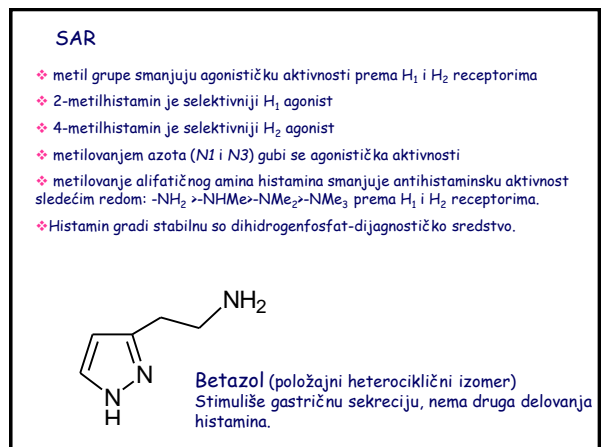 SAR
❖ metil grupe smanjuju agonističku aktivnosti prema H₁ i H₂ receptorima
❖ 2-metilhistamin je selektivniji H₁ agonist
❖ 4-metilhistamin je selektivniji H₂ agonist
❖ metilovanjem azota (N1 i N3) gubi se agonistička aktivnosti
❖ metilovanje alifatičnog amina histamina smanjuje antihistaminsku aktivnost
sledećim redom: -NH₂ >-NHMe>-NMe₂>-NMe₃ prema H₁ i H₂ receptorima.
❖Histamin gradi stabilnu so dihidrogenfosfat-dijagnostičko sredstvo.
NH₂
N
N
H
Betazol (položajni heterociklični izomer)
Stimuliše gastričnu sekreciju, nema druga delovanja
histamina.